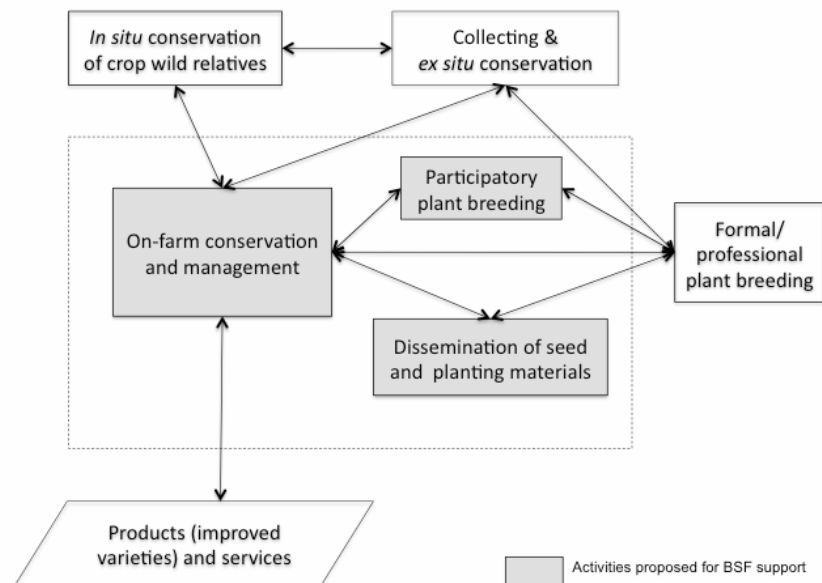 In situ conservation
of crop wild relatives
Collecting &
ex situ conservation
Participatory
plant breeding
On-farm conservation
and management
Formal/
professional
plant breeding
Dissemination of seed
and planting materials
Products (improved
varieties) and services
Activities proposed for BSF support